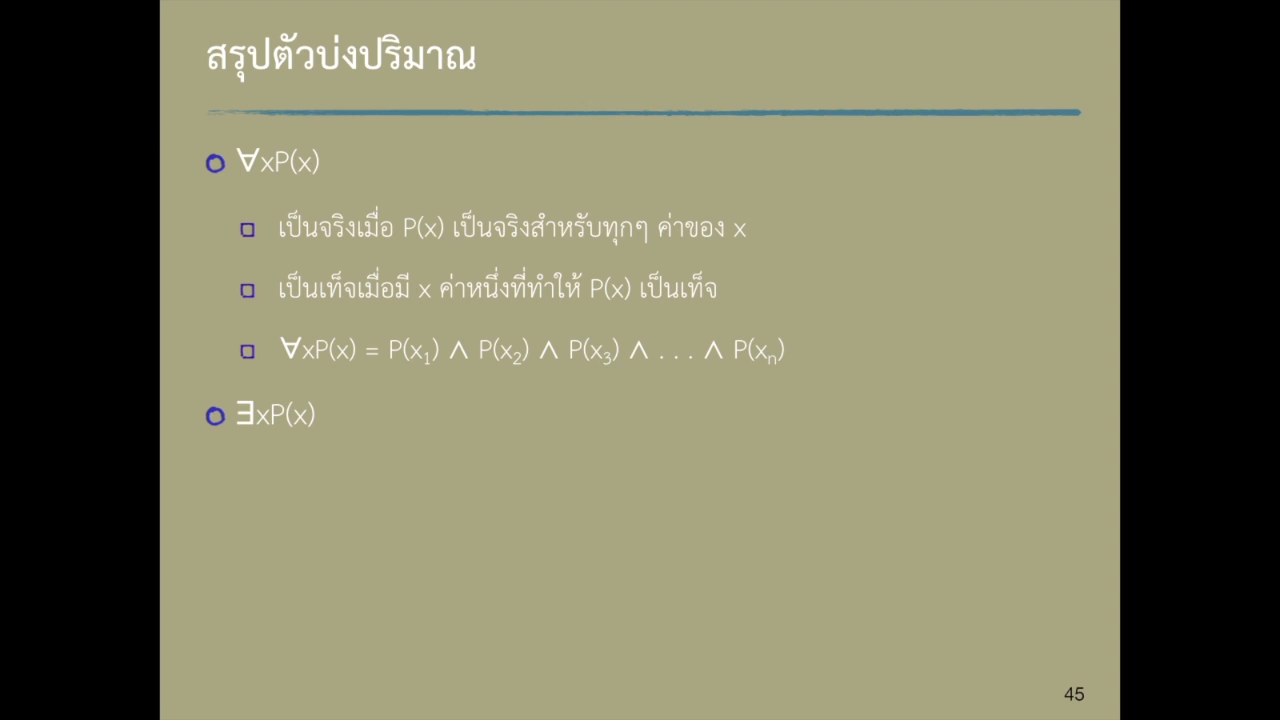 สรุปตัวบ่งปริมาณ
∀xP(x)
เป็นจริงเมื่อ P(x) เป็นจริงสำหรับทุกๆ ค่าของ x
เป็นเท็จเมื่อมี x ค่าหนึ่งที่ทำให้ P(x) เป็นเท็จ
∀xP(x) = P(x₁) ∧ P(x₂) ∧ P(x₃) ∧ . . . ∧ P(xₙ)
∃xP(x)
45